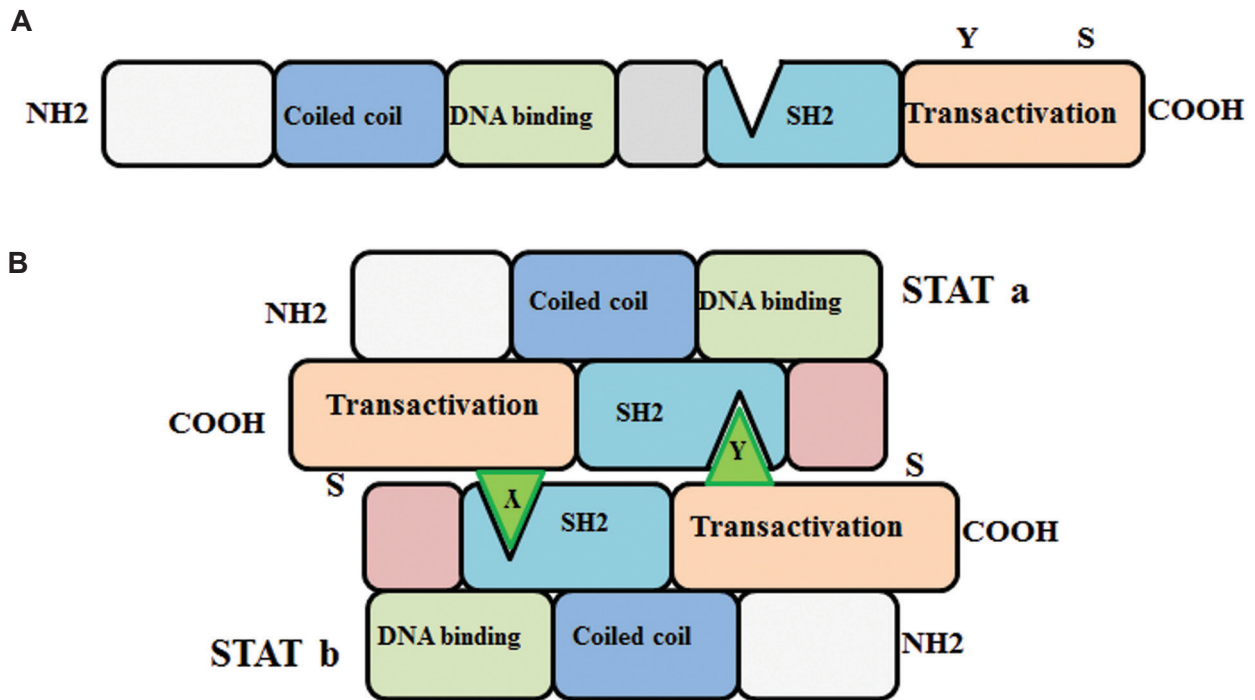 A
Y S
NH2 Coiled coil DNA binding SH2 Transactivation COOH
B
NH2 Coiled coil DNA binding STAT a
COOH Transactivation SH2 Y
S S
Y SH2 Transactivation COOH
STAT b DNA binding Coiled coil NH2